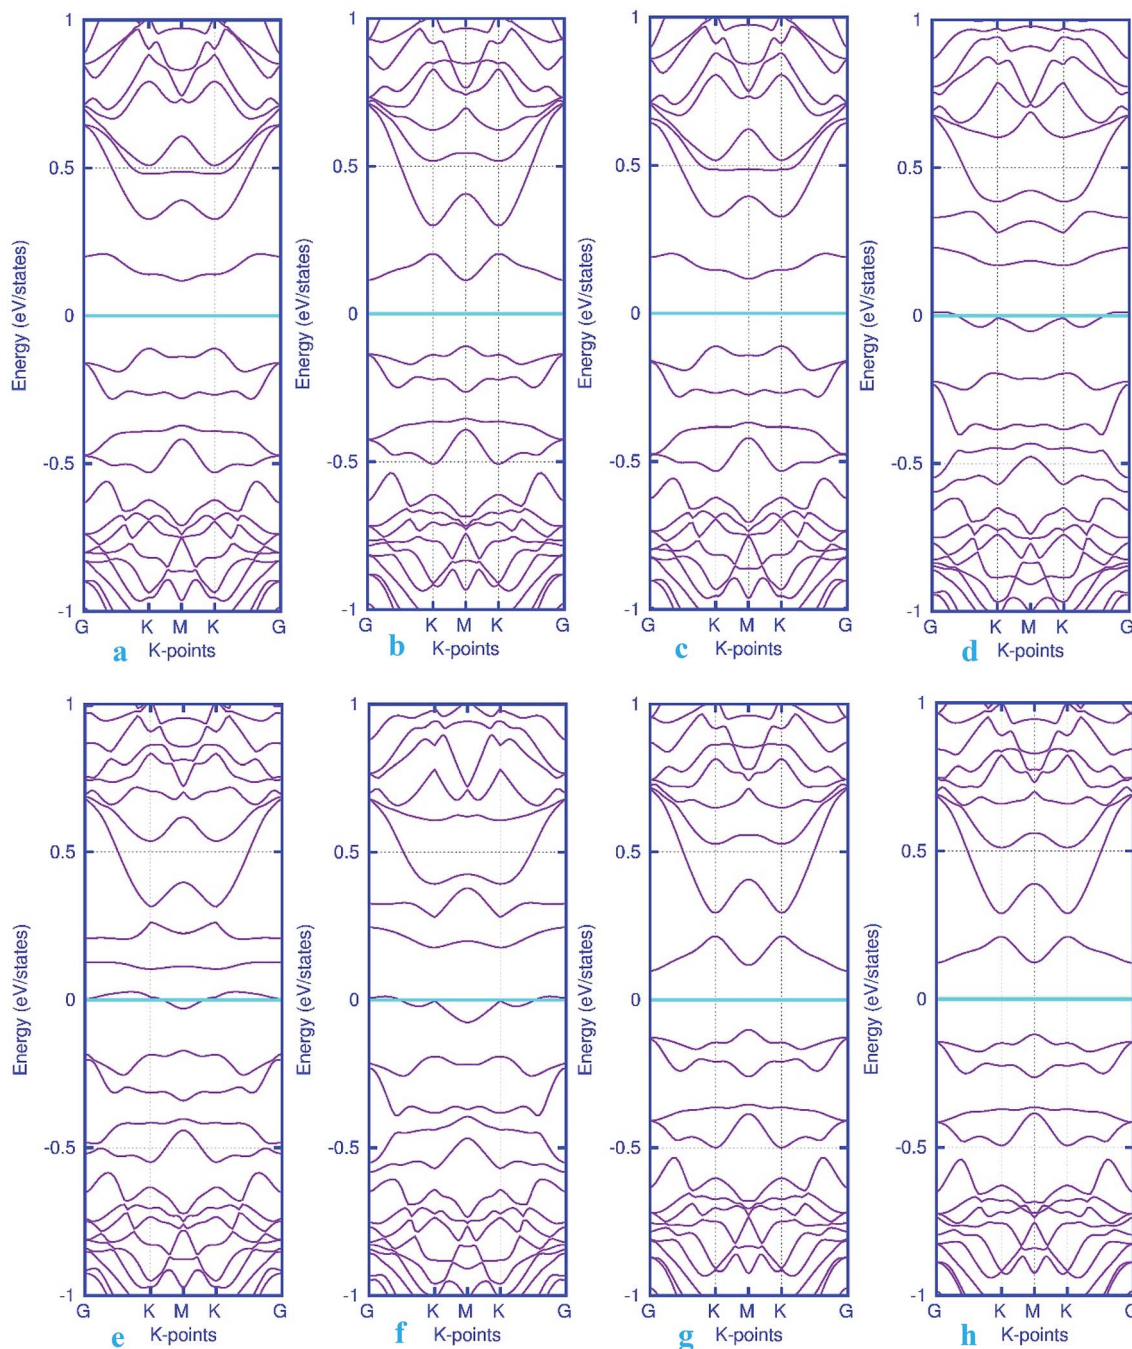 1 1 1 1
0.5 0.5 0.5 0.5
0 0 0 0
-0.5 -0.5 -0.5 -0.5
-1 -1 -1 -1
Energy (eV/states) Energy (eV/states) Energy (eV/states) Energy (eV/states)
G K M K G G K M K G G K M K G G K M K G
a K-points b K-points c K-points d K-points
1 1 1 1
0.5 0.5 0.5 0.5
0 0 0 0
-0.5 -0.5 -0.5 -0.5
-1 -1 -1 -1
Energy (eV/states) Energy (eV/states) Energy (eV/states) Energy (eV/states)
G K M K G G K M K G G K M K G G K M K
e K-points f K-points g K-points h K-points